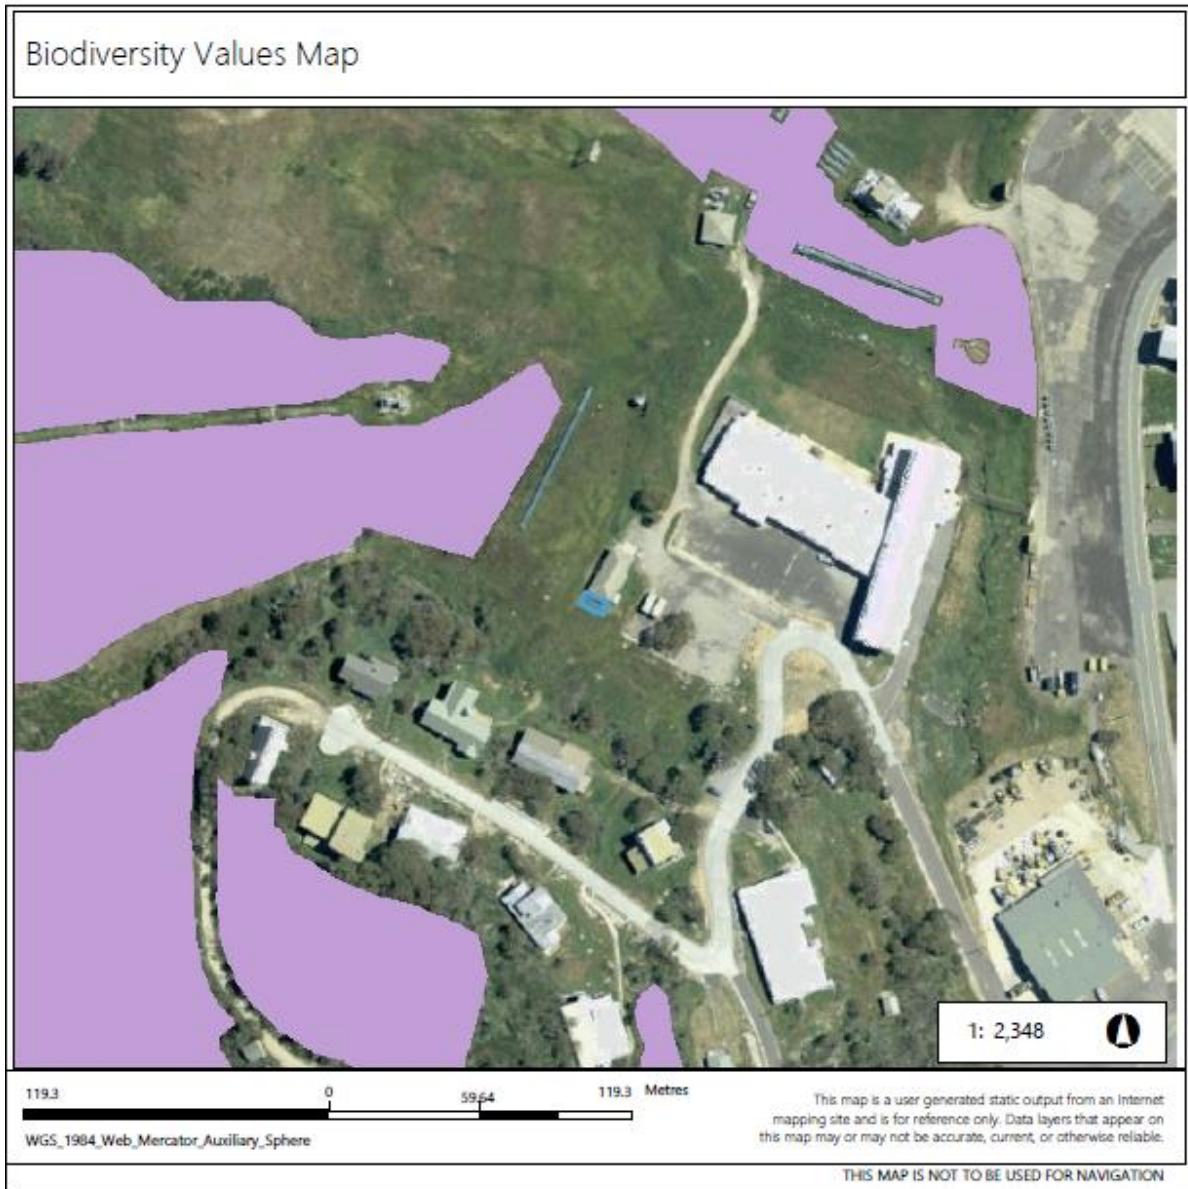 Biodiversity Values Map
1: 2,348
119.3 0 59.64 119.3 Metres
WGS_1984_Web_Mercator_Auxiliary_Sphere
This map is a user generated static output from an Internet
mapping site and is for reference only. Data layers that appear on
this map may or may not be accurate, current, or otherwise reliable.
THIS MAP IS NOT TO BE USED FOR NAVIGATION